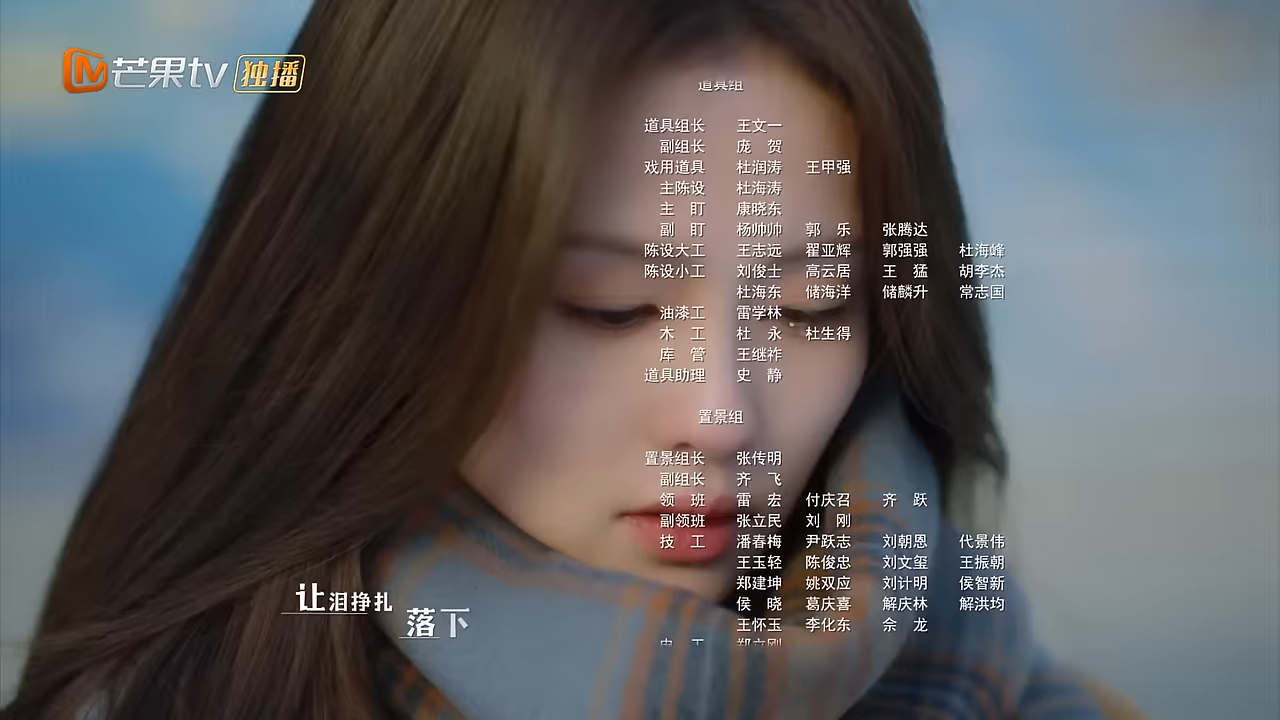 芒果tv 独播
道具组
道具组长 王文一
副组长 庞 贺
戏用道具 杜润涛 王甲强
主陈设 杜海涛
主 盯 康晓东
副 盯 杨帅帅 郭 乐 张腾达
陈设大工 王志远 翟亚辉 郭强强 杜海峰
陈设小工 刘俊士 高云居 王 猛 胡李杰
杜海东 储海洋 储麟升 常志国
油漆工 雷学林
木 工 杜 永 杜生得
库 管 王继祚
道具助理 史 静
置景组
置景组长 张传明
副组长 齐 飞
领 班 雷 宏 付庆召 齐 跃
副领班 张立民 刘 刚
技 工 潘春梅 尹跃志 刘朝恩 代景伟
王玉轻 陈俊忠 刘文玺 王振朝
郑建坤 姚双应 刘计明 侯智新
侯 晓 葛庆喜 解庆林 解洪均
王怀玉 李化东 佘 龙
让泪挣扎
落下